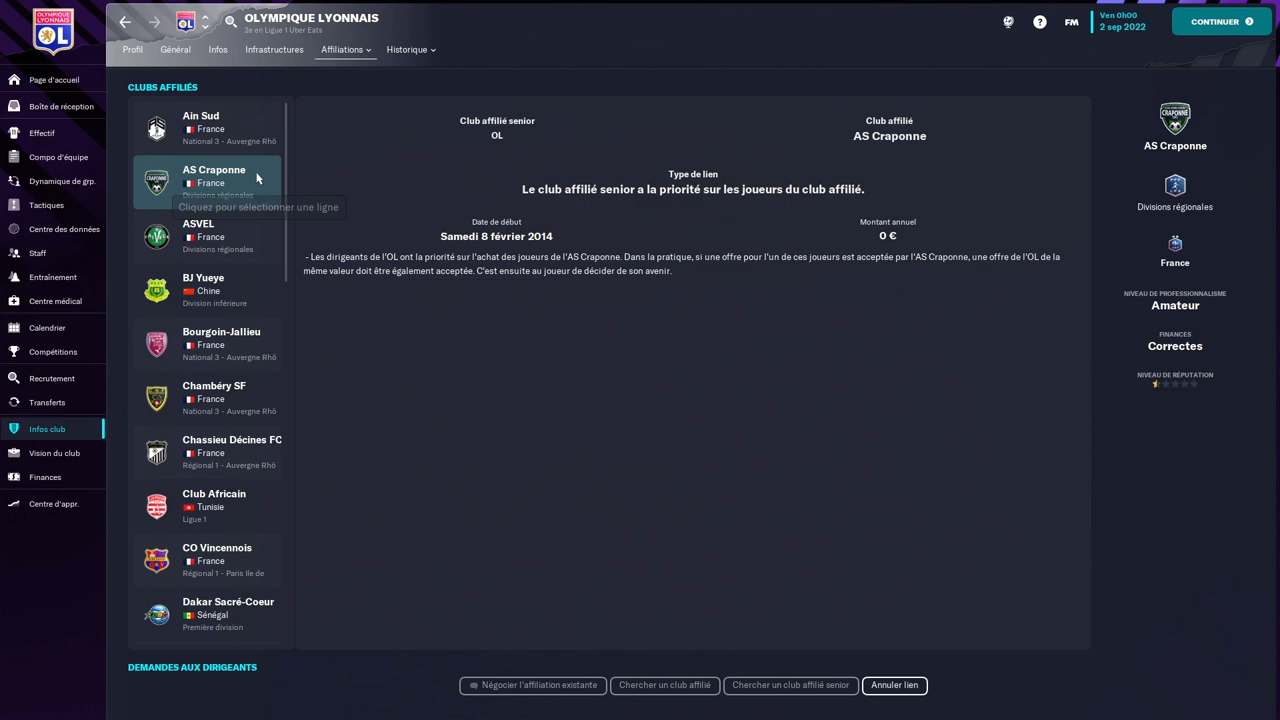 OLYMPIQUE LYONNAIS
2e en Ligue 1 Uber Eats
FM
Ven 0h00
2 sep 2022
CONTINUER
Profil
Général
Infos
Infrastructures
Affiliations
Historique
Page d'accueil
Boîte de réception
Effectif
Compo d'équipe
Dynamique de grp.
Tactiques
Centre des données
Staff
Entraînement
Centre médical
Calendrier
Compétitions
Recrutement
Transferts
Infos club
Vision du club
Finances
Centre d'appr.
CLUBS AFFILIÉS
Ain Sud
France
National 3 - Auvergne Rhô
AS Craponne
France
Divisions régionales
Cliquez pour sélectionner une ligne
ASVEL
France
Divisions régionales
BJ Yueye
Chine
Division inférieure
Bourgoin-Jallieu
France
National 3 - Auvergne Rhô
Chambéry SF
France
National 3 - Auvergne Rhô
Chassieu Décines FC
France
Régional 1 - Auvergne Rhô
Club Africain
Tunisie
Ligue 1
CO Vincennois
France
Régional 1 - Paris Ile de
Dakar Sacré-Coeur
Sénégal
Première division
Club affilié senior
OL
Club affilié
AS Craponne
Type de lien
Le club affilié senior a la priorité sur les joueurs du club affilié.
Date de début
Samedi 8 février 2014
Montant annuel
0 €
- Les dirigeants de l'OL ont la priorité sur l'achat des joueurs de l'AS Craponne. Dans la pratique, si une offre pour l'un de ces joueurs est acceptée par l'AS Craponne, une offre de l'OL de la
même valeur doit être également acceptée. C'est ensuite au joueur de décider de son avenir.
AS Craponne
Divisions régionales
France
NIVEAU DE PROFESSIONNALISME
Amateur
FINANCES
Correctes
NIVEAU DE RÉPUTATION
DEMANDES AUX DIRIGEANTS
Négocier l'affiliation existante
Chercher un club affilié
Chercher un club affilié senior
Annuler lien